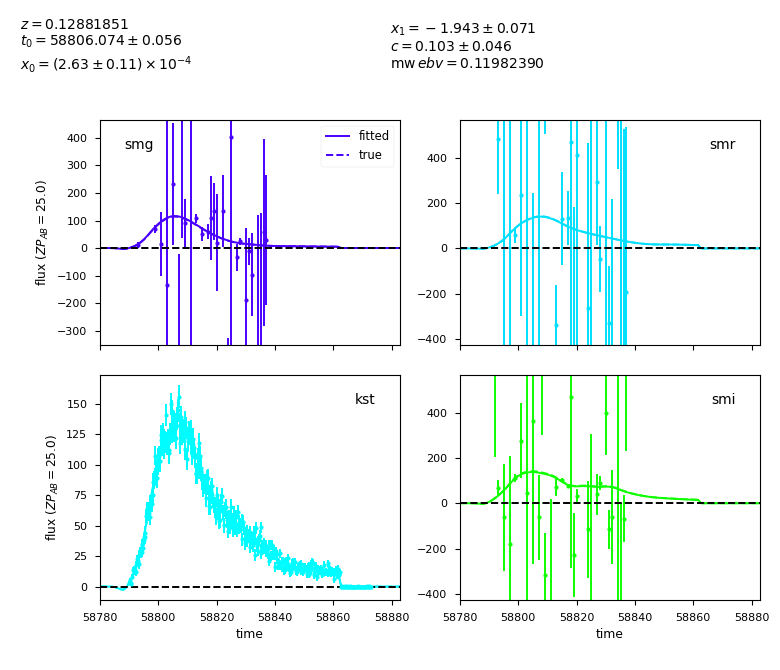 z = 0.12881851
t₀ = 58806.074 ± 0.056
x₀ = (2.63 ± 0.11) × 10⁻⁴
x₁ = −1.943 ± 0.071
c = 0.103 ± 0.046
mw ebv = 0.11982390
smg
fitted
true
400
300
200
100
0
−100
−200
−300
flux (ZP_AB = 25.0)
smr
400
200
0
−200
−400
kst
150
125
100
75
50
25
0
flux (ZP_AB = 25.0)
58780 58800 58820 58840 58860 58880
time
smi
400
200
0
−200
−400
58780 58800 58820 58840 58860 58880
time